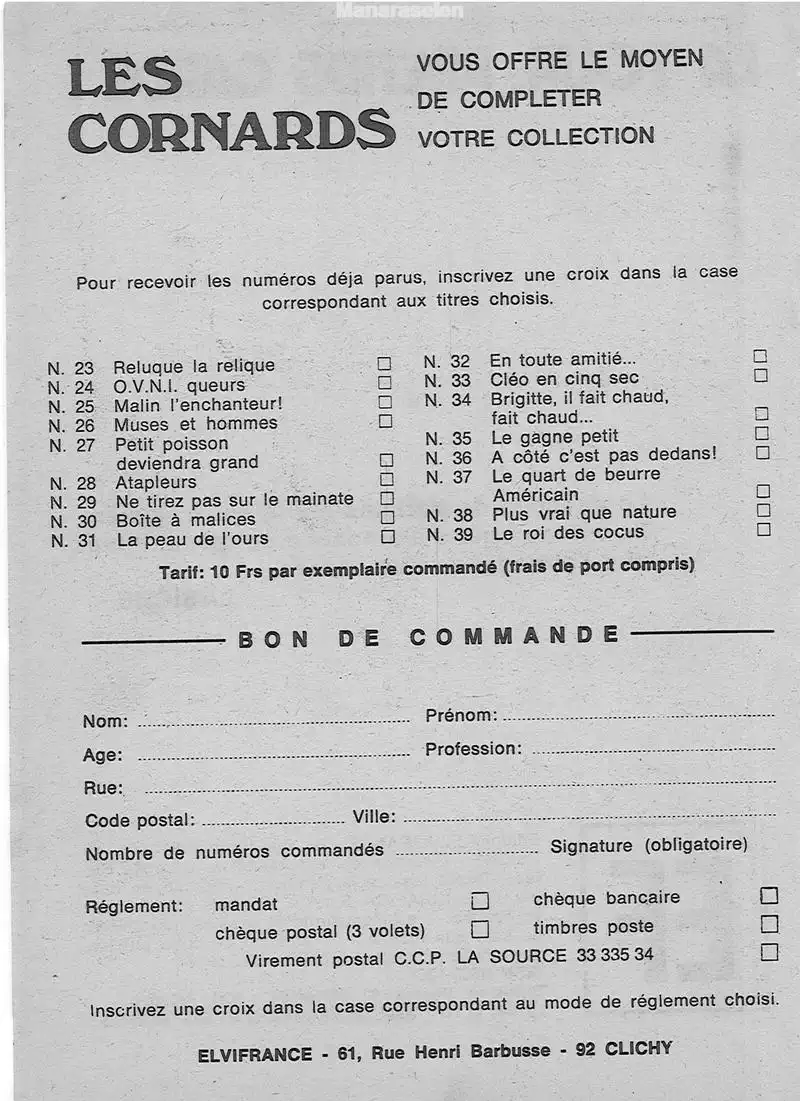 Manaraselon
LES
CORNARDS
VOUS OFFRE LE MOYEN
DE COMPLETER
VOTRE COLLECTION
Pour recevoir les numéros déja parus, inscrivez une croix dans la case
correspondant aux titres choisis.
N. 23 Reluque la relique
N. 24 O.V.N.I. queurs
N. 25 Malin l'enchanteur!
N. 26 Muses et hommes
N. 27 Petit poisson
deviendra grand
N. 28 Atapleurs
N. 29 Ne tirez pas sur le mainate
N. 30 Boîte à malices
N. 31 La peau de l'ours
N. 32 En toute amitié...
N. 33 Cléo en cinq sec
N. 34 Brigitte, il fait chaud,
fait chaud...
N. 35 Le gagne petit
N. 36 A côté c'est pas dedans!
N. 37 Le quart de beurre
Américain
N. 38 Plus vrai que nature
N. 39 Le roi des cocus
Tarif: 10 Frs par exemplaire commandé (frais de port compris)
BON DE COMMANDE
Nom: Prénom:
Age: Profession:
Rue:
Code postal: Ville:
Nombre de numéros commandés Signature (obligatoire)
Réglement: mandat chèque bancaire
chèque postal (3 volets) timbres poste
Virement postal C.C.P. LA SOURCE 33 335 34
Inscrivez une croix dans la case correspondant au mode de réglement choisi.
ELVIFRANCE - 61, Rue Henri Barbusse - 92 CLICHY